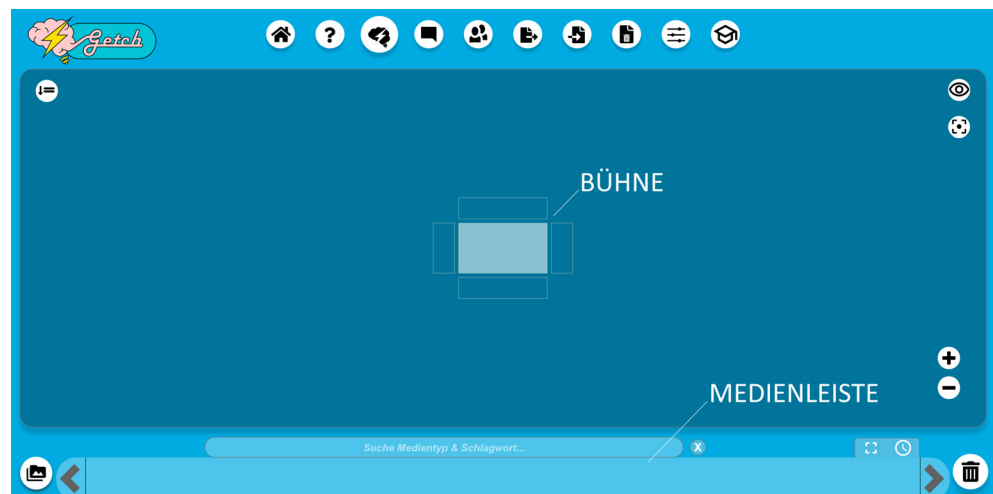 Getch
BÜHNE
MEDIENLEISTE
Suche Medientyp & Schlagwort...
X